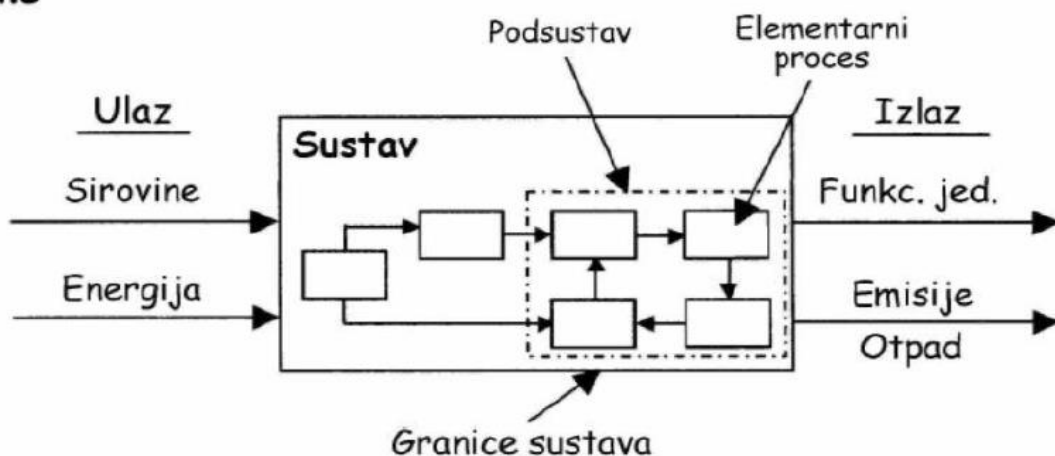 Podsustav
Elementarni
proces
Ulaz
Izlaz
Sustav
Sirovine
Funkc. jed.
Energija
Emisije
Otpad
Granice sustava